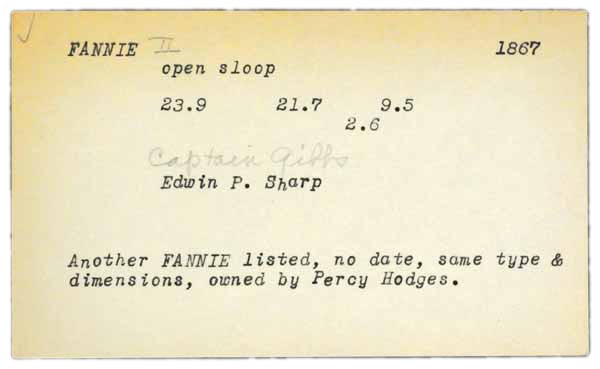 FANNIE II 1867
open sloop
23.9 21.7 9.5
2.6
Captain Gibbs
Edwin P. Sharp
Another FANNIE listed, no date, same type &
dimensions, owned by Percy Hodges.